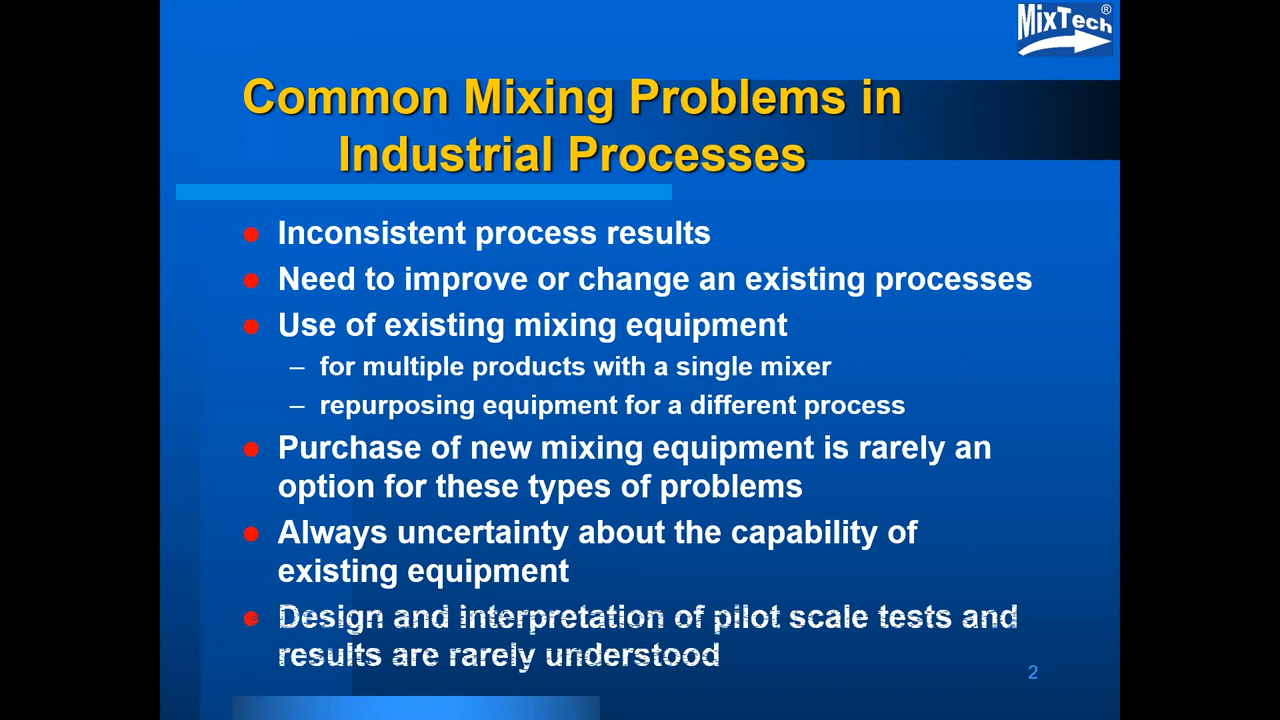 MixTech®
Common Mixing Problems in
Industrial Processes
● Inconsistent process results
● Need to improve or change an existing processes
● Use of existing mixing equipment
– for multiple products with a single mixer
– repurposing equipment for a different process
● Purchase of new mixing equipment is rarely an
option for these types of problems
● Always uncertainty about the capability of
existing equipment
● Design and interpretation of pilot scale tests and
results are rarely understood
2